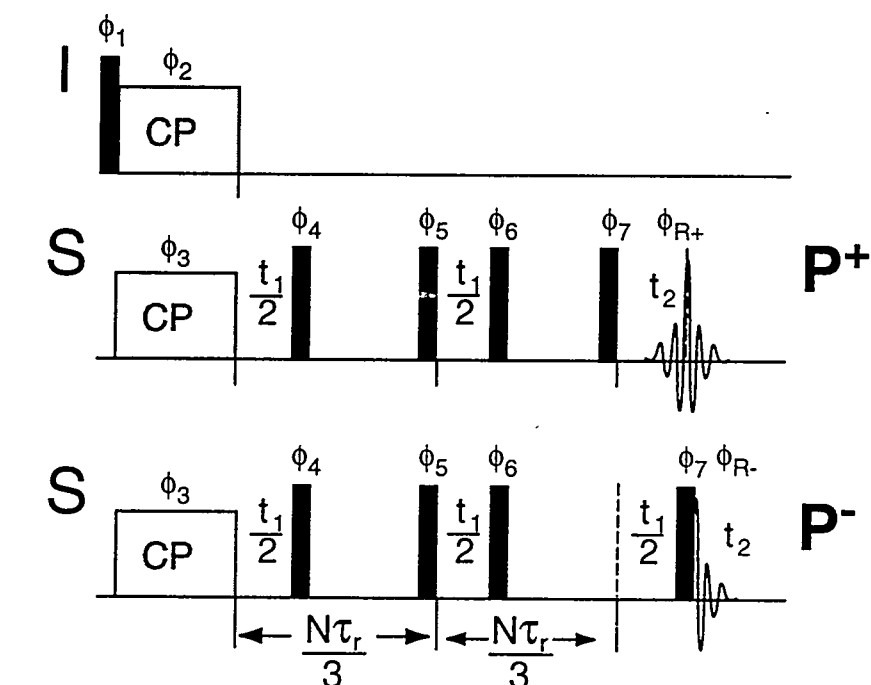 ϕ1
I ϕ2
CP
ϕ4 ϕ5 ϕ6 ϕ7 ϕR+
S ϕ3 P+
t1/2 t1/2 t2
CP
ϕ4 ϕ5 ϕ6 ϕ7 ϕR-
S ϕ3 P-
t1/2 t1/2 t1/2 t2
CP
Nτr/3 Nτr/3